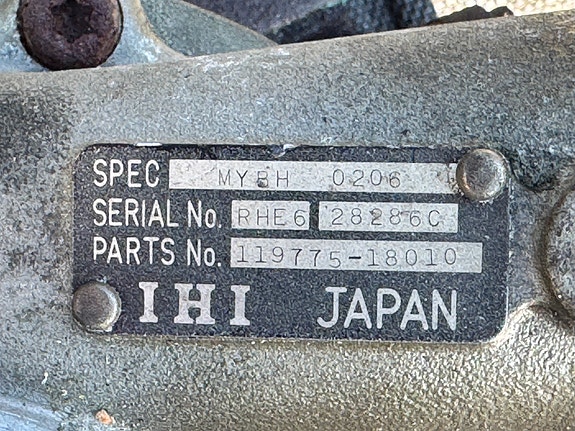 SPEC MYBH 0206
SERIAL No. RHE6 28286C
PARTS No. 119775-18010
IHI JAPAN